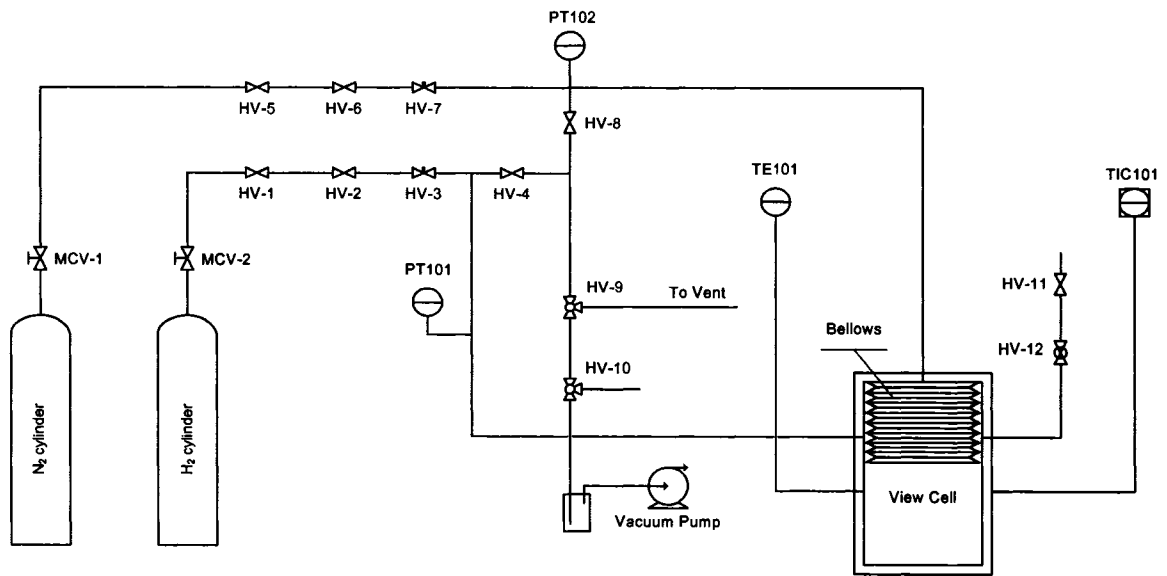 PT102
HV-5
HV-6
HV-7
HV-8
HV-1
HV-2
HV-3
HV-4
TE101
TIC101
MCV-1
MCV-2
PT101
HV-9
To Vent
HV-11
Bellows
HV-12
HV-10
N₂ cylinder
H₂ cylinder
View Cell
Vacuum Pump